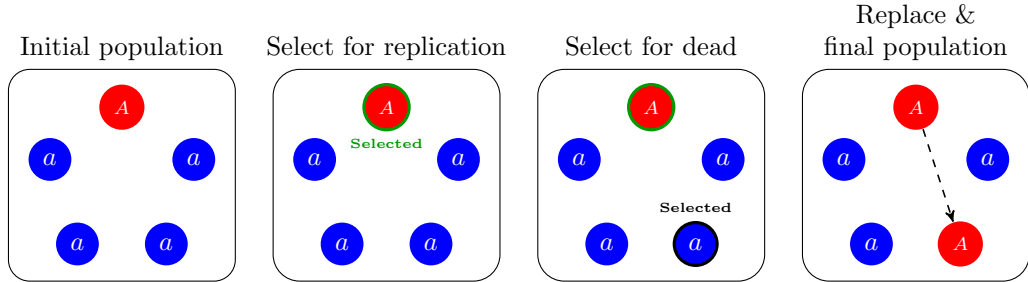 Initial population
Select for replication
Select for dead
Replace &
final population
A
a
a
a
a
A
Selected
a
a
a
a
A
a
a
Selected
a
a
A
a
a
a
A